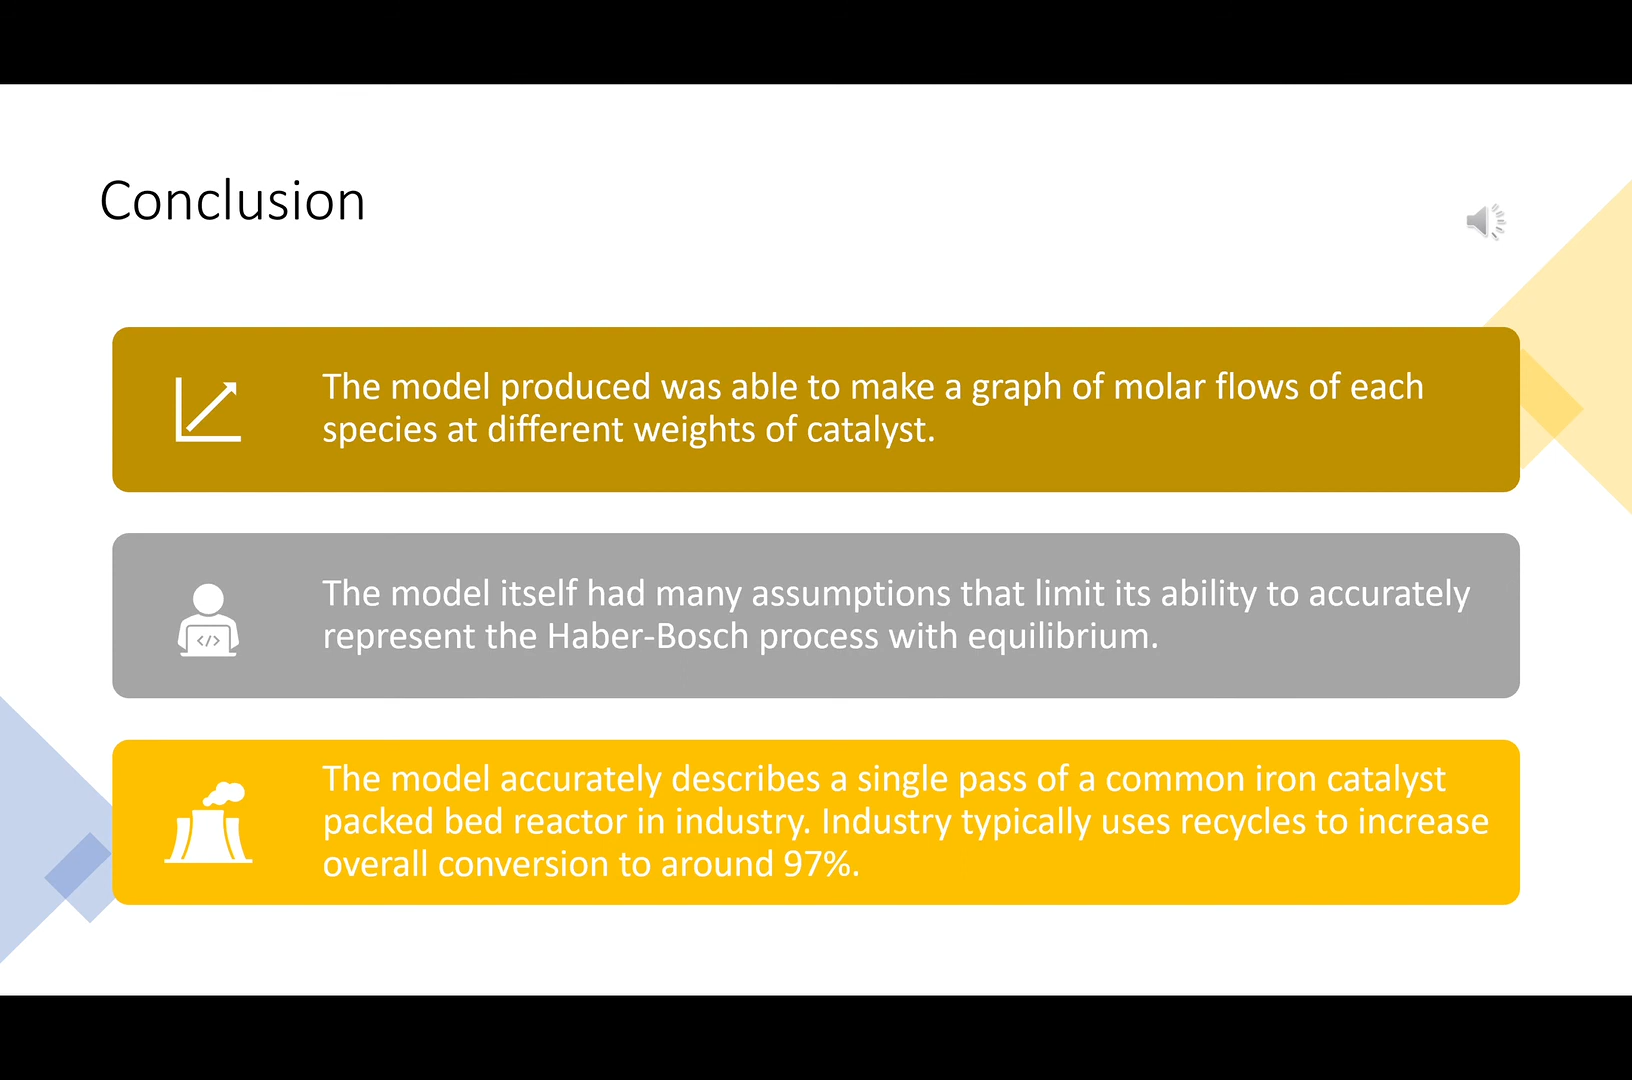 Conclusion
The model produced was able to make a graph of molar flows of each
species at different weights of catalyst.
</>
The model itself had many assumptions that limit its ability to accurately
represent the Haber-Bosch process with equilibrium.
The model accurately describes a single pass of a common iron catalyst
packed bed reactor in industry. Industry typically uses recycles to increase
overall conversion to around 97%.